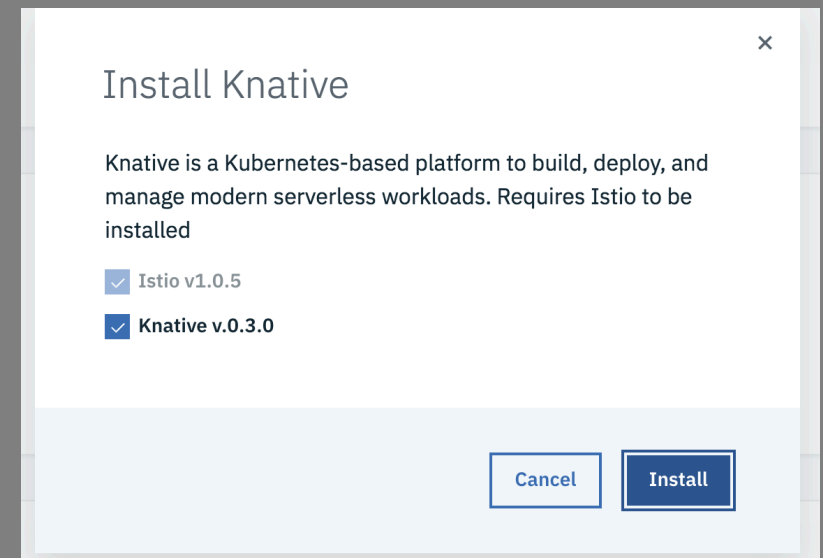 Install Knative
Knative is a Kubernetes-based platform to build, deploy, and
manage modern serverless workloads. Requires Istio to be
installed
Istio v1.0.5
Knative v.0.3.0
Cancel
Install